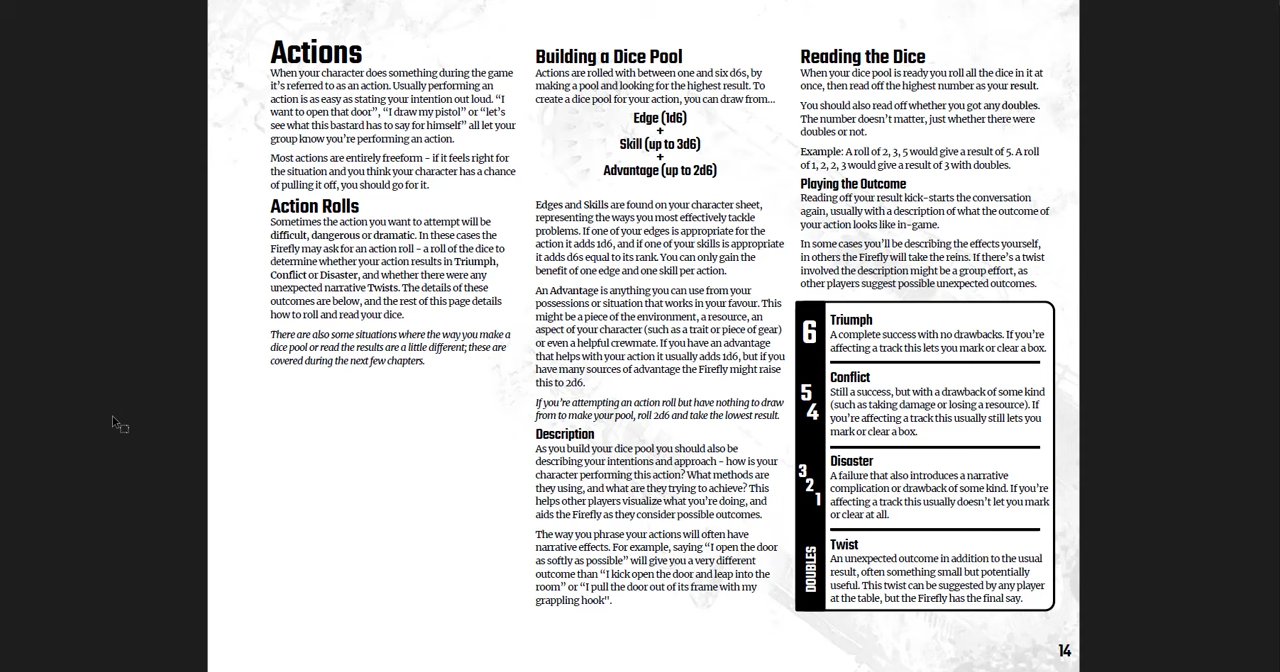 Actions
When your character does something during the game
it's referred to as an action. Usually performing an
action is as easy as stating your intention out loud. “I
want to open that door”, “I draw my pistol” or “let's
see what this bastard has to say for himself” all let your
group know you're performing an action.
Most actions are entirely freeform - if it feels right for
the situation and you think your character has a chance
of pulling it off, you should go for it.
Action Rolls
Sometimes the action you want to attempt will be
difficult, dangerous or dramatic. In these cases the
Firefly may ask for an action roll - a roll of the dice to
determine whether your action results in Triumph,
Conflict or Disaster, and whether there were any
unexpected narrative Twists. The details of these
outcomes are below, and the rest of this page details
how to roll and read your dice.
There are also some situations where the way you make a
dice pool or read the results are a little different; these are
covered during the next few chapters.
Building a Dice Pool
Actions are rolled with between one and six d6s, by
making a pool and looking for the highest result. To
create a dice pool for your action, you can draw from...
Edge (1d6)
+
Skill (up to 3d6)
+
Advantage (up to 2d6)
Edges and Skills are found on your character sheet,
representing the ways you most effectively tackle
problems. If one of your edges is appropriate for the
action it adds 1d6, and if one of your skills is appropriate
it adds d6s equal to its rank. You can only gain the
benefit of one edge and one skill per action.
An Advantage is anything you can use from your
possessions or situation that works in your favour. This
might be a piece of the environment, a resource, an
aspect of your character (such as a trait or piece of gear)
or even a helpful crewmate. If you have an advantage
that helps with your action it usually adds 1d6, but if you
have many sources of advantage the Firefly might raise
this to 2d6.
If you're attempting an action roll but have nothing to draw
from to make your pool, roll 2d6 and take the lowest result.
Description
As you build your dice pool you should also be
describing your intentions and approach - how is your
character performing this action? What methods are
they using, and what are they trying to achieve? This
helps other players visualize what you're doing, and
aids the Firefly as they consider possible outcomes.
The way you phrase your actions will often have
narrative effects. For example, saying “I open the door
as softly as possible” will give you a very different
outcome than “I kick open the door and leap into the
room” or “I pull the door out of its frame with my
grappling hook".
Reading the Dice
When your dice pool is ready you roll all the dice in it at
once, then read off the highest number as your result.
You should also read off whether you got any doubles.
The number doesn't matter, just whether there were
doubles or not.
Example: A roll of 2, 3, 5 would give a result of 5. A roll
of 1, 2, 2, 3 would give a result of 3 with doubles.
Playing the Outcome
Reading off your result kick-starts the conversation
again, usually with a description of what the outcome of
your action looks like in-game.
In some cases you'll be describing the effects yourself,
in others the Firefly will take the reins. If there's a twist
involved the description might be a group effort, as
other players suggest possible unexpected outcomes.
6
Triumph
A complete success with no drawbacks. If you're
affecting a track this lets you mark or clear a box.
5
4
Conflict
Still a success, but with a drawback of some kind
(such as taking damage or losing a resource). If
you're affecting a track this usually still lets you
mark or clear a box.
3
2
1
Disaster
A failure that also introduces a narrative
complication or drawback of some kind. If you're
affecting a track this usually doesn't let you mark
or clear at all.
DOUBLES
Twist
An unexpected outcome in addition to the usual
result, often something small but potentially
useful. This twist can be suggested by any player
at the table, but the Firefly has the final say.
14